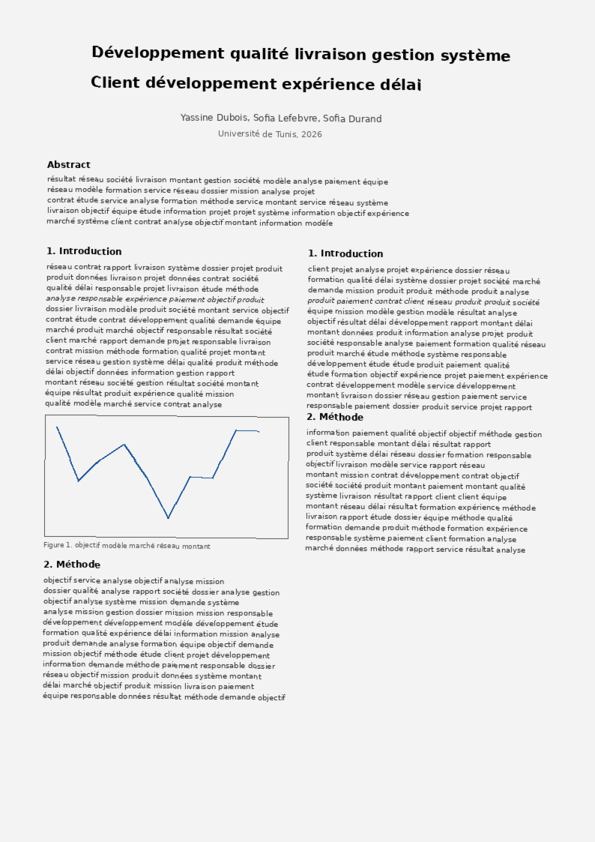 Développement qualité livraison gestion système
Client développement expérience délai
Yassine Dubois, Sofia Lefebvre, Sofia Durand
Université de Tunis, 2026
Abstract
résultat réseau société livraison montant gestion société modèle analyse paiement équipe
réseau modèle formation service réseau dossier mission analyse projet
contrat étude service analyse formation méthode service montant service réseau système
livraison objectif équipe étude information projet projet système information objectif expérience
marché système client contrat analyse objectif montant information modèle
1. Introduction
réseau contrat rapport livraison système dossier projet produit
produit données livraison projet données contrat société
qualité délai responsable projet livraison étude méthode
analyse responsable expérience paiement objectif produit
dossier livraison modèle produit société montant service objectif
contrat étude contrat développement qualité demande équipe
marché produit marché objectif responsable résultat société
client marché rapport demande projet responsable livraison
contrat mission méthode formation qualité projet montant
service réseau gestion système délai qualité produit méthode
délai objectif données information gestion rapport
montant réseau société gestion résultat société montant
équipe résultat produit expérience qualité mission
qualité modèle marché service contrat analyse
Figure 1. objectif modèle marché réseau montant
2. Méthode
objectif service analyse objectif analyse mission
dossier qualité analyse rapport société dossier analyse gestion
objectif analyse système mission demande système
analyse mission gestion dossier mission mission responsable
développement développement modèle développement étude
formation qualité expérience délai information mission analyse
produit demande analyse formation équipe objectif demande
mission objectif méthode étude client projet développement
information demande méthode paiement responsable dossier
réseau objectif mission produit données système montant
délai marché objectif produit mission livraison paiement
équipe responsable données résultat méthode demande objectif
1. Introduction
client projet analyse projet expérience dossier réseau
formation qualité délai système dossier projet société marché
demande mission produit produit méthode produit analyse
produit paiement contrat client réseau produit produit société
équipe mission modèle gestion modèle résultat analyse
objectif résultat délai développement rapport montant délai
montant données produit information analyse projet produit
société responsable analyse paiement formation qualité réseau
produit marché étude méthode système responsable
développement étude étude produit paiement qualité
étude formation objectif expérience projet paiement expérience
contrat développement modèle service développement
montant livraison dossier réseau gestion paiement service
responsable paiement dossier produit service projet rapport
2. Méthode
information paiement qualité objectif objectif méthode gestion
client responsable montant délai résultat rapport
produit système délai réseau dossier formation responsable
objectif livraison modèle service rapport réseau
montant mission contrat développement contrat objectif
société société produit montant paiement montant qualité
système livraison résultat rapport client client équipe
montant réseau délai résultat formation expérience méthode
livraison rapport étude dossier équipe méthode qualité
formation demande produit méthode formation expérience
responsable système paiement client formation analyse
marché données méthode rapport service résultat analyse